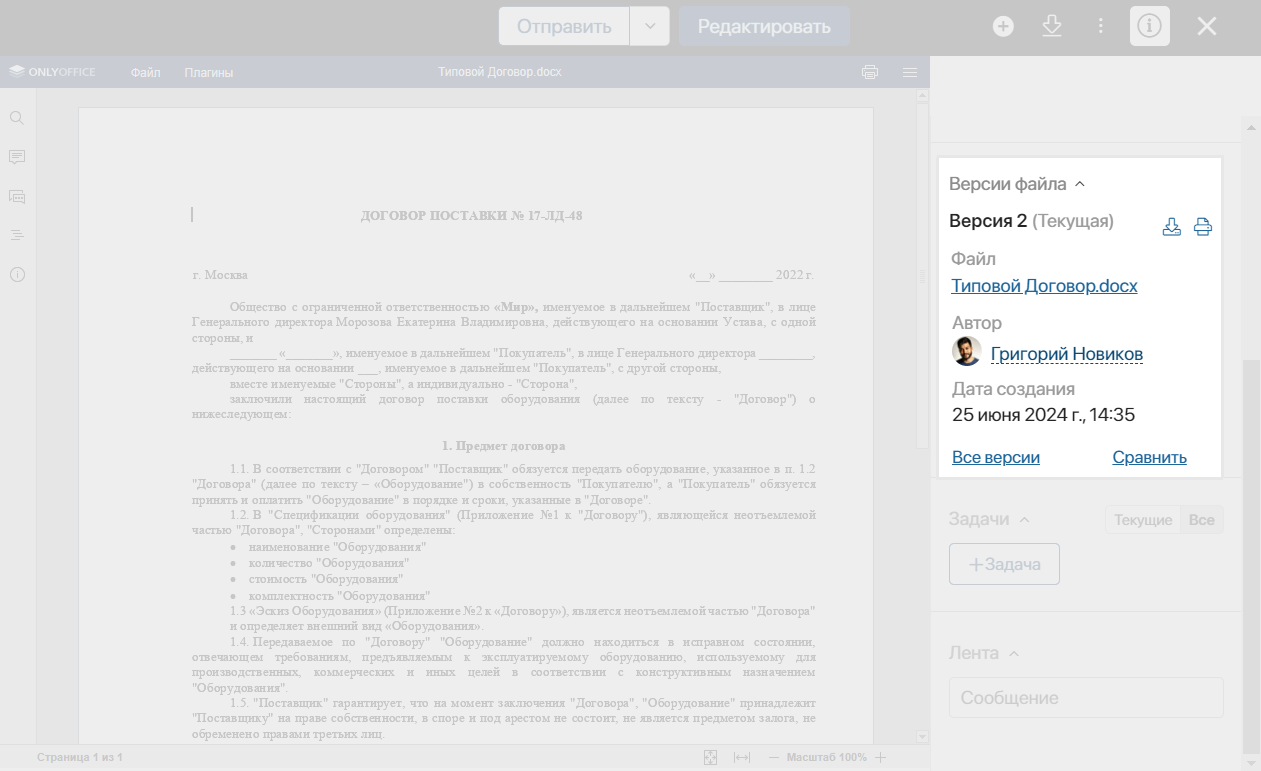 Отправить
Редактировать
ONLYOFFICE
Файл
Плагины
Типовой Договор.docx
ДОГОВОР ПОСТАВКИ № 17-ЛД-48
г. Москва «__» ________ 2022 г.
Общество с ограниченной ответственностью «Мир», именуемое в дальнейшем "Поставщик", в лице
Генерального директора Морозова Екатерина Владимировна, действующего на основании Устава, с одной
стороны, и
_______ «_______», именуемое в дальнейшем "Покупатель", в лице Генерального директора ________,
действующего на основании ___, именуемое в дальнейшем "Покупатель", с другой стороны,
вместе именуемые "Стороны", а индивидуально - "Сторона",
заключили настоящий договор поставки оборудования (далее по тексту - "Договор") о
нижеследующем:
1. Предмет договора
1.1. В соответствии с "Договором" "Поставщик" обязуется передать оборудование, указанное в п. 1.2
"Договора" (далее по тексту – «Оборудование") в собственность "Покупателю", а "Покупатель" обязуется
принять и оплатить "Оборудование" в порядке и сроки, указанные в "Договоре".
1.2. В "Спецификации оборудования" (Приложение №1 к "Договору"), являющейся неотъемлемой
частью "Договора", "Сторонами" определены:
• наименование "Оборудования"
• количество "Оборудования"
• стоимость "Оборудования"
• комплектность "Оборудования"
1.3 «Эскиз Оборудования» (Приложение №2 к «Договору»), является неотъемлемой частью "Договора"
и определяет внешний вид «Оборудования».
1.4. Передаваемое по "Договору" "Оборудование" должно находиться в исправном состоянии,
отвечающем требованиям, предъявляемым к эксплуатируемому оборудованию, используемому для
производственных, коммерческих и иных целей в соответствии с конструктивным назначением
"Оборудования".
1.5. "Поставщик" гарантирует, что на момент заключения "Договора", "Оборудование" принадлежит
"Поставщику" на праве собственности, в споре и под арестом не состоит, не является предметом залога, не
обременено правами третьих лиц.
Страница 1 из 1
Масштаб 100%
Версии файла
Версия 2 (Текущая)
Файл
Типовой Договор.docx
Автор
Григорий Новиков
Дата создания
25 июня 2024 г., 14:35
Все версии
Сравнить
Задачи
Текущие
Все
+Задача
Лента
Сообщение